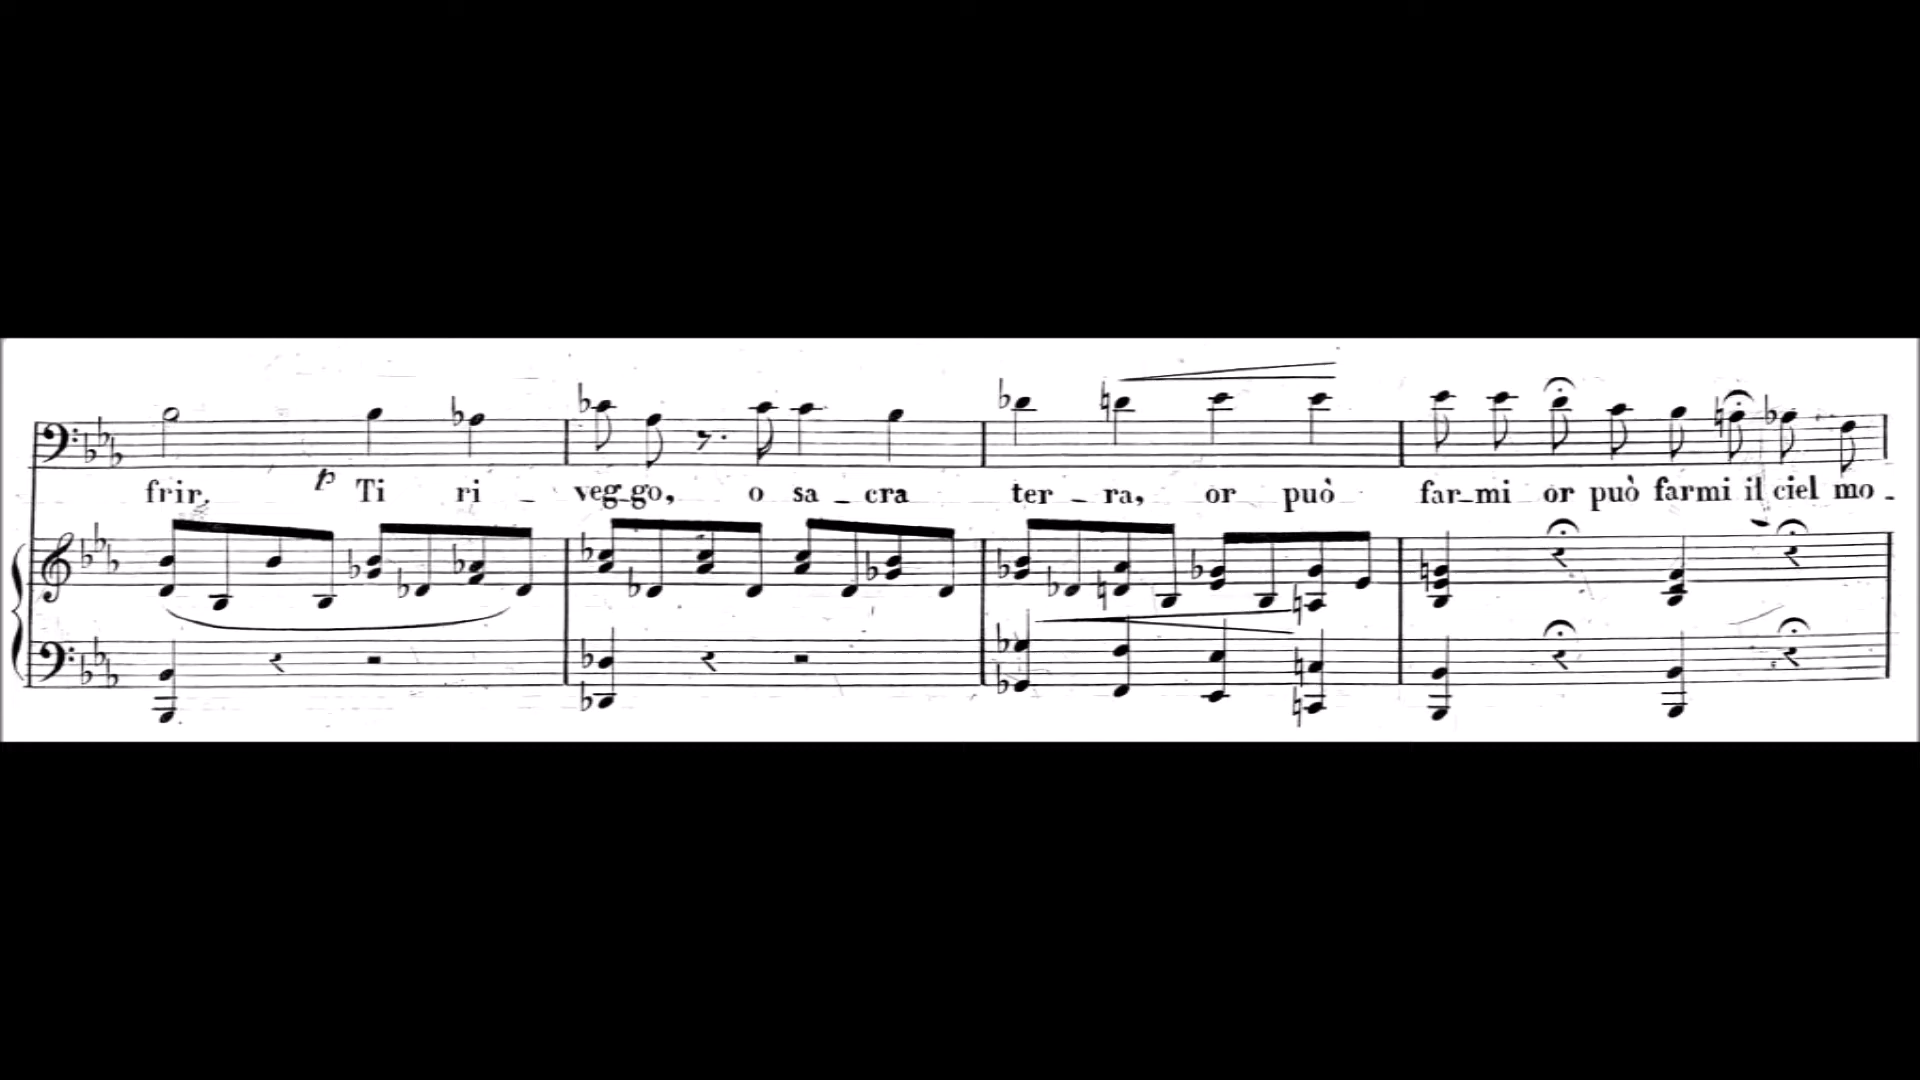 frir. p Ti ri _ veg_go, o sa _ cra ter _ ra, or può far_mi or può farmi il ciel mo _